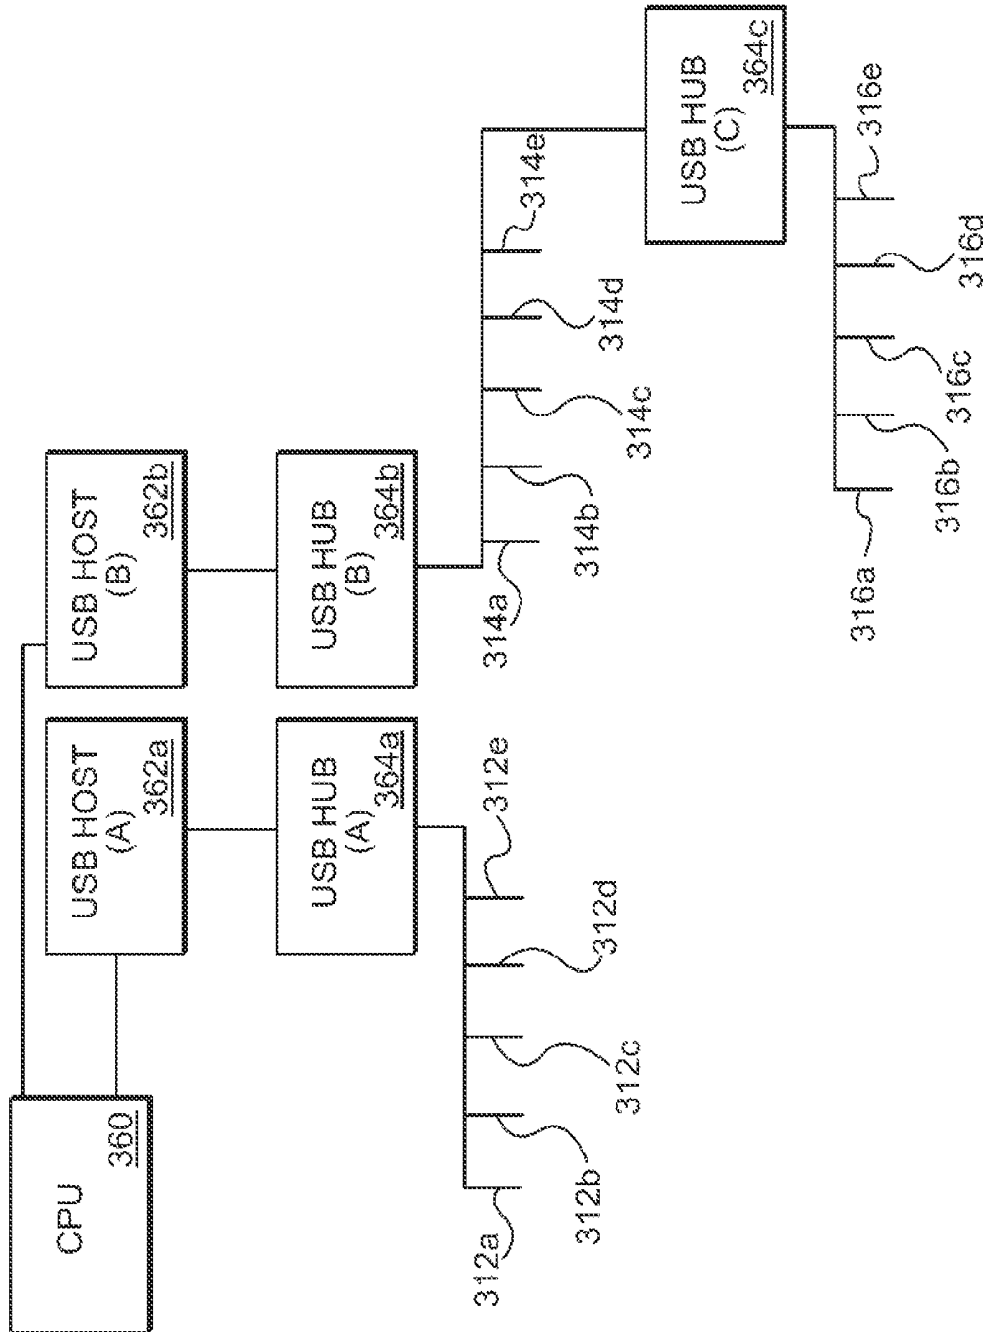 CPU
360
USB HOST
(A)
362a
USB HOST
(B)
362b
USB HUB
(A)
364a
USB HUB
(B)
364b
312a
312b
312c
312d
312e
314a
314b
314c
314d
314e
USB HUB
(C)
364c
316a
316b
316c
316d
316e